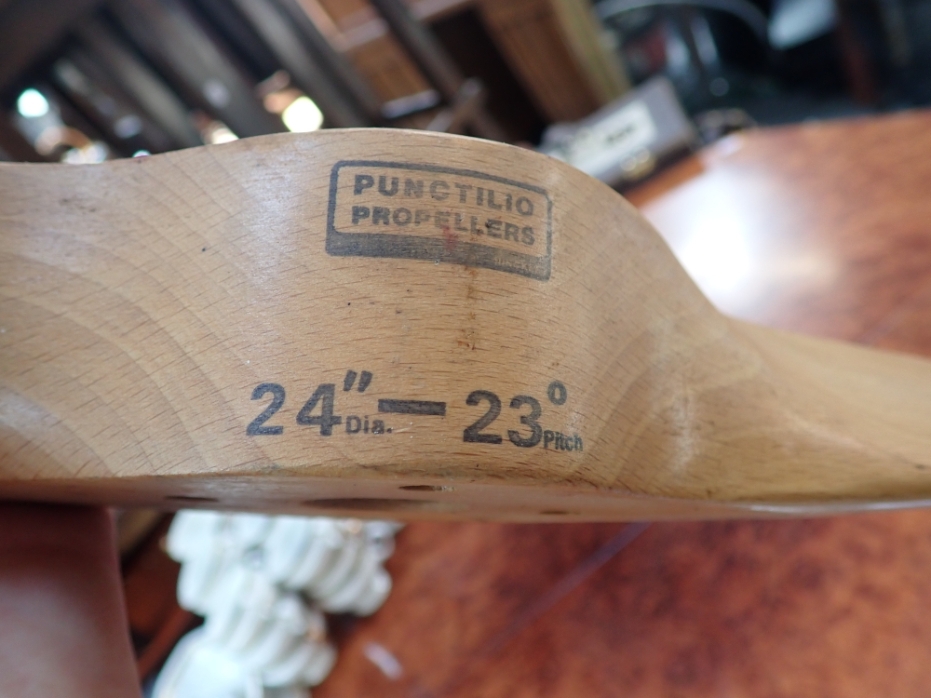 PUNCTILIO
PROPELLERS
24" Dia. — 23° Pitch